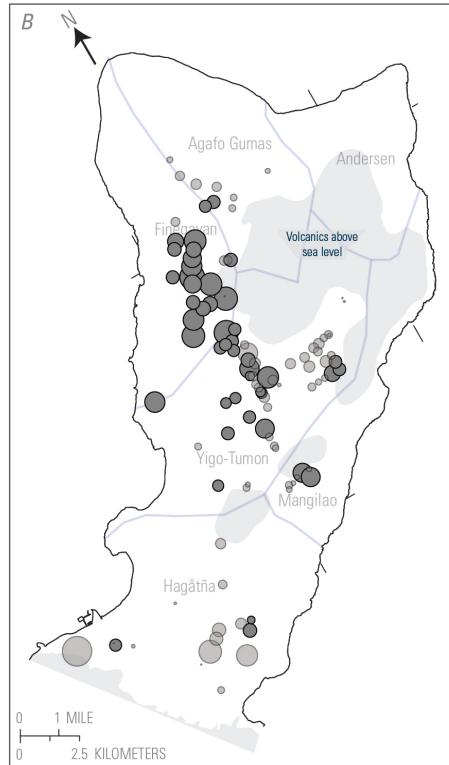 B
N
Agafo Gumas
Andersen
Finegayan
Volcanics above
sea level
Yigo-Tumon
Mangilao
Hagåtña
0 1 MILE
0 2.5 KILOMETERS